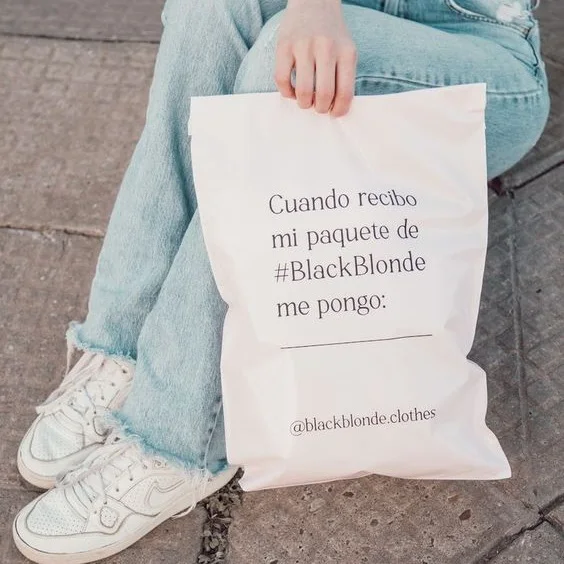 Cuando recibo
mi paquete de
#BlackBlonde
me pongo:
@blackblonde.clothes